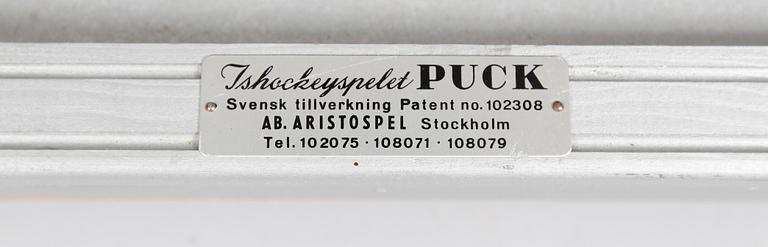 Ishockeyspelet PUCK
Svensk tillverkning Patent no. 102308
AB. ARISTOSPEL Stockholm
Tel. 102075 · 108071 · 108079